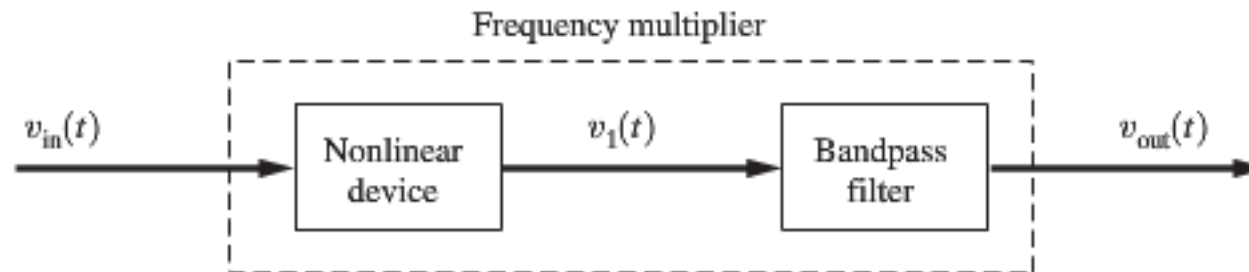 Frequency multiplier
v_in(t)
Nonlinear
device
v_1(t)
Bandpass
filter
v_out(t)